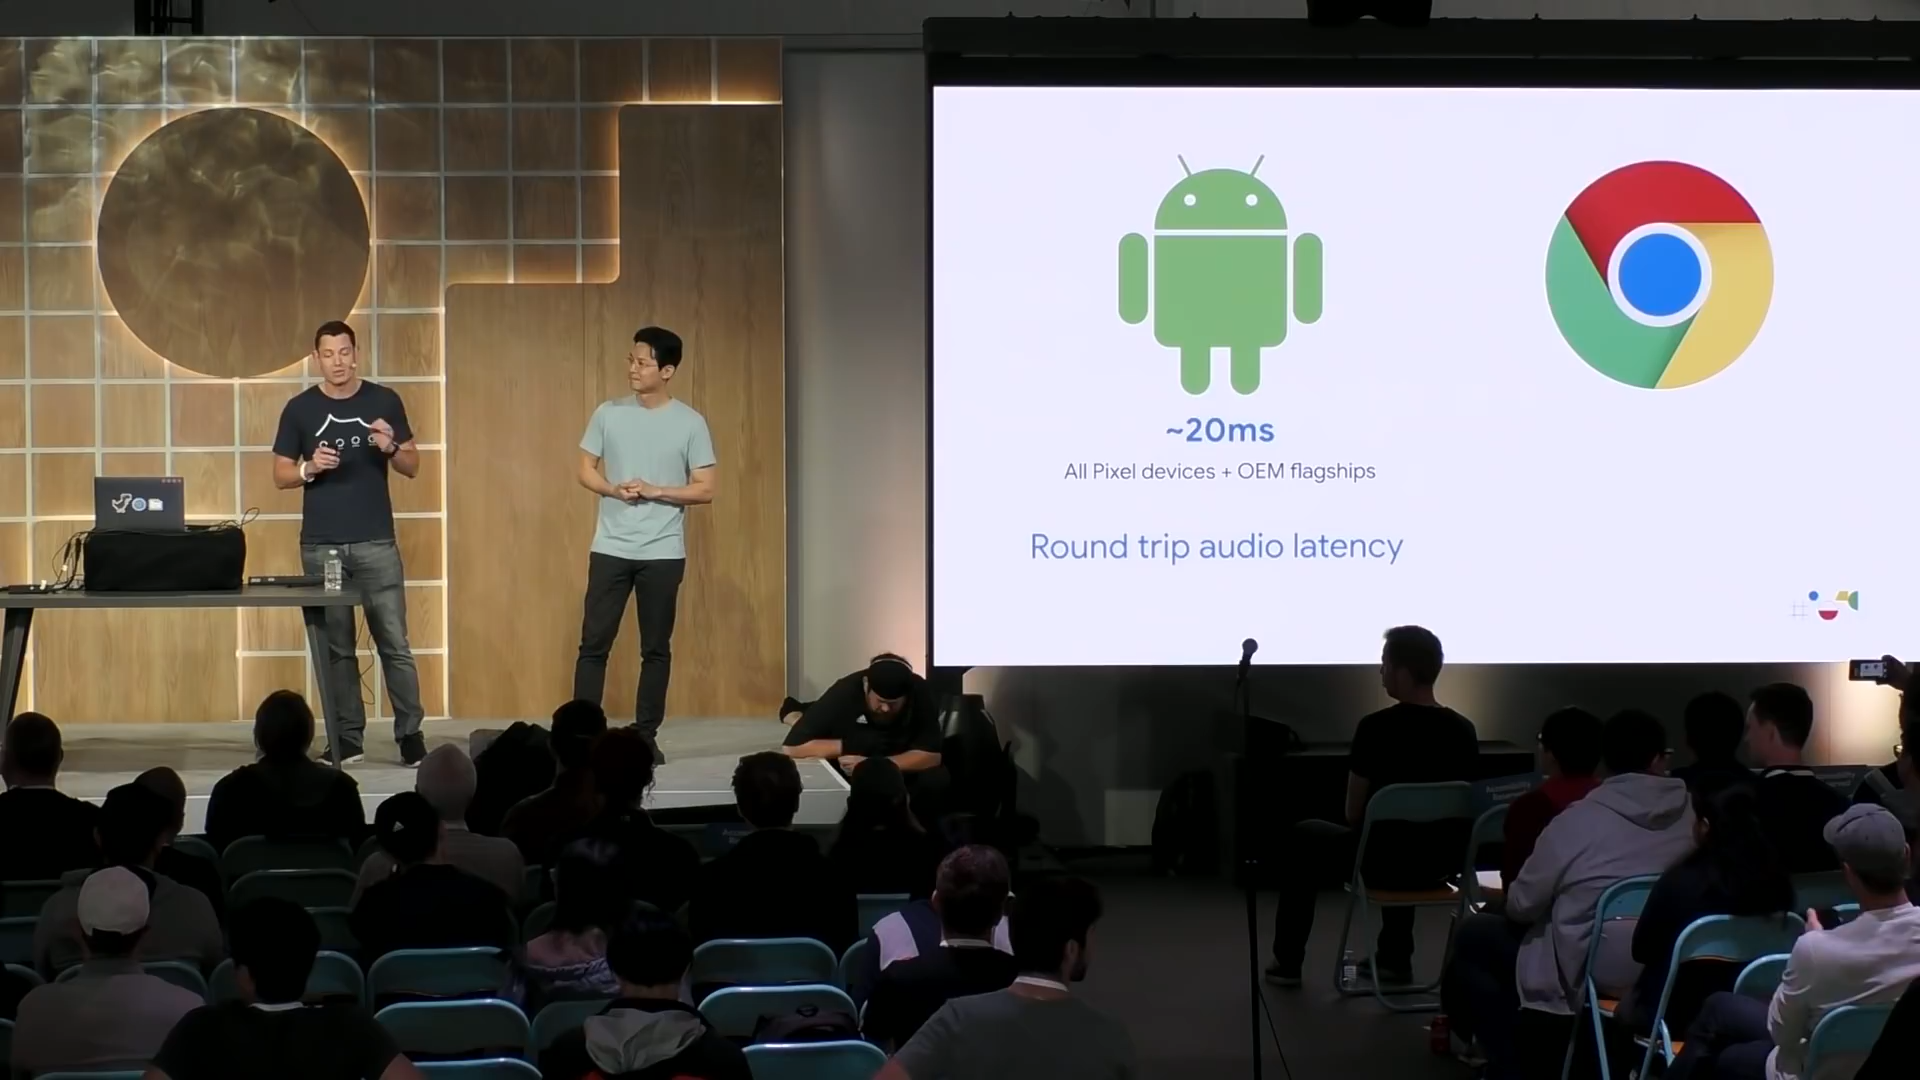 ~20ms
All Pixel devices + OEM flagships
Round trip audio latency